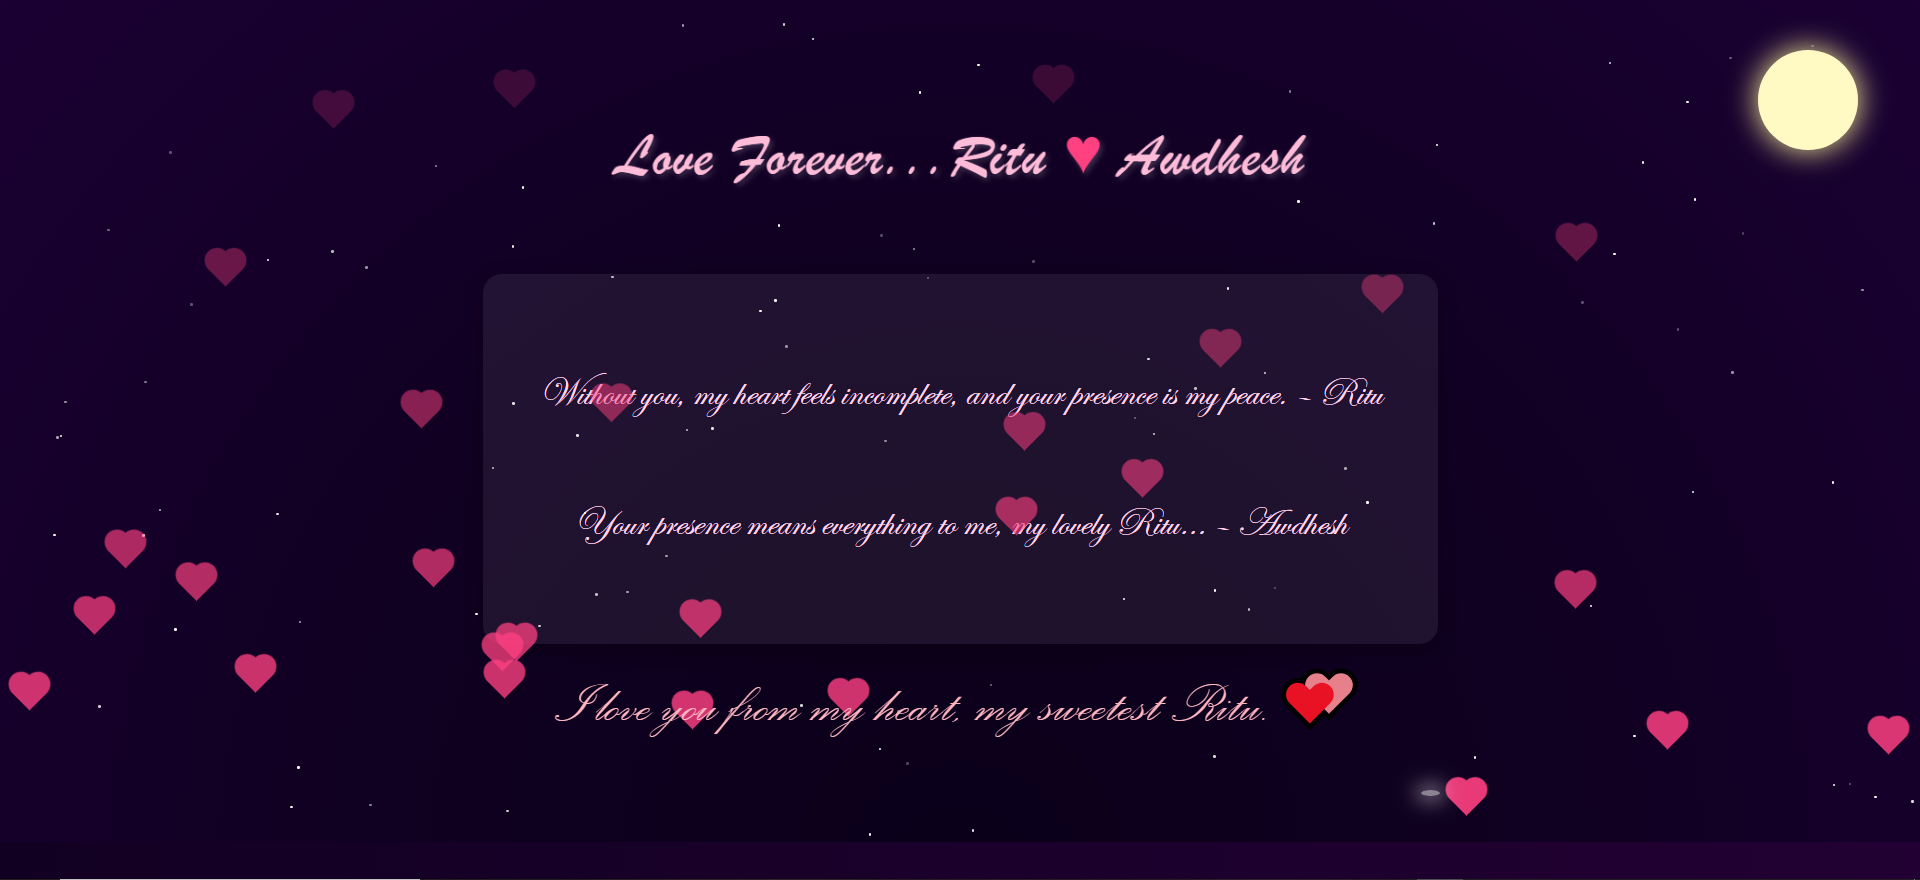 Love Forever...Ritu ♥ Awdhesh
Without you, my heart feels incomplete, and your presence is my peace. ~ Ritu
Your presence means everything to me, my lovely Ritu... ~ Awdhesh
I love you from my heart, my sweetest Ritu. 💕